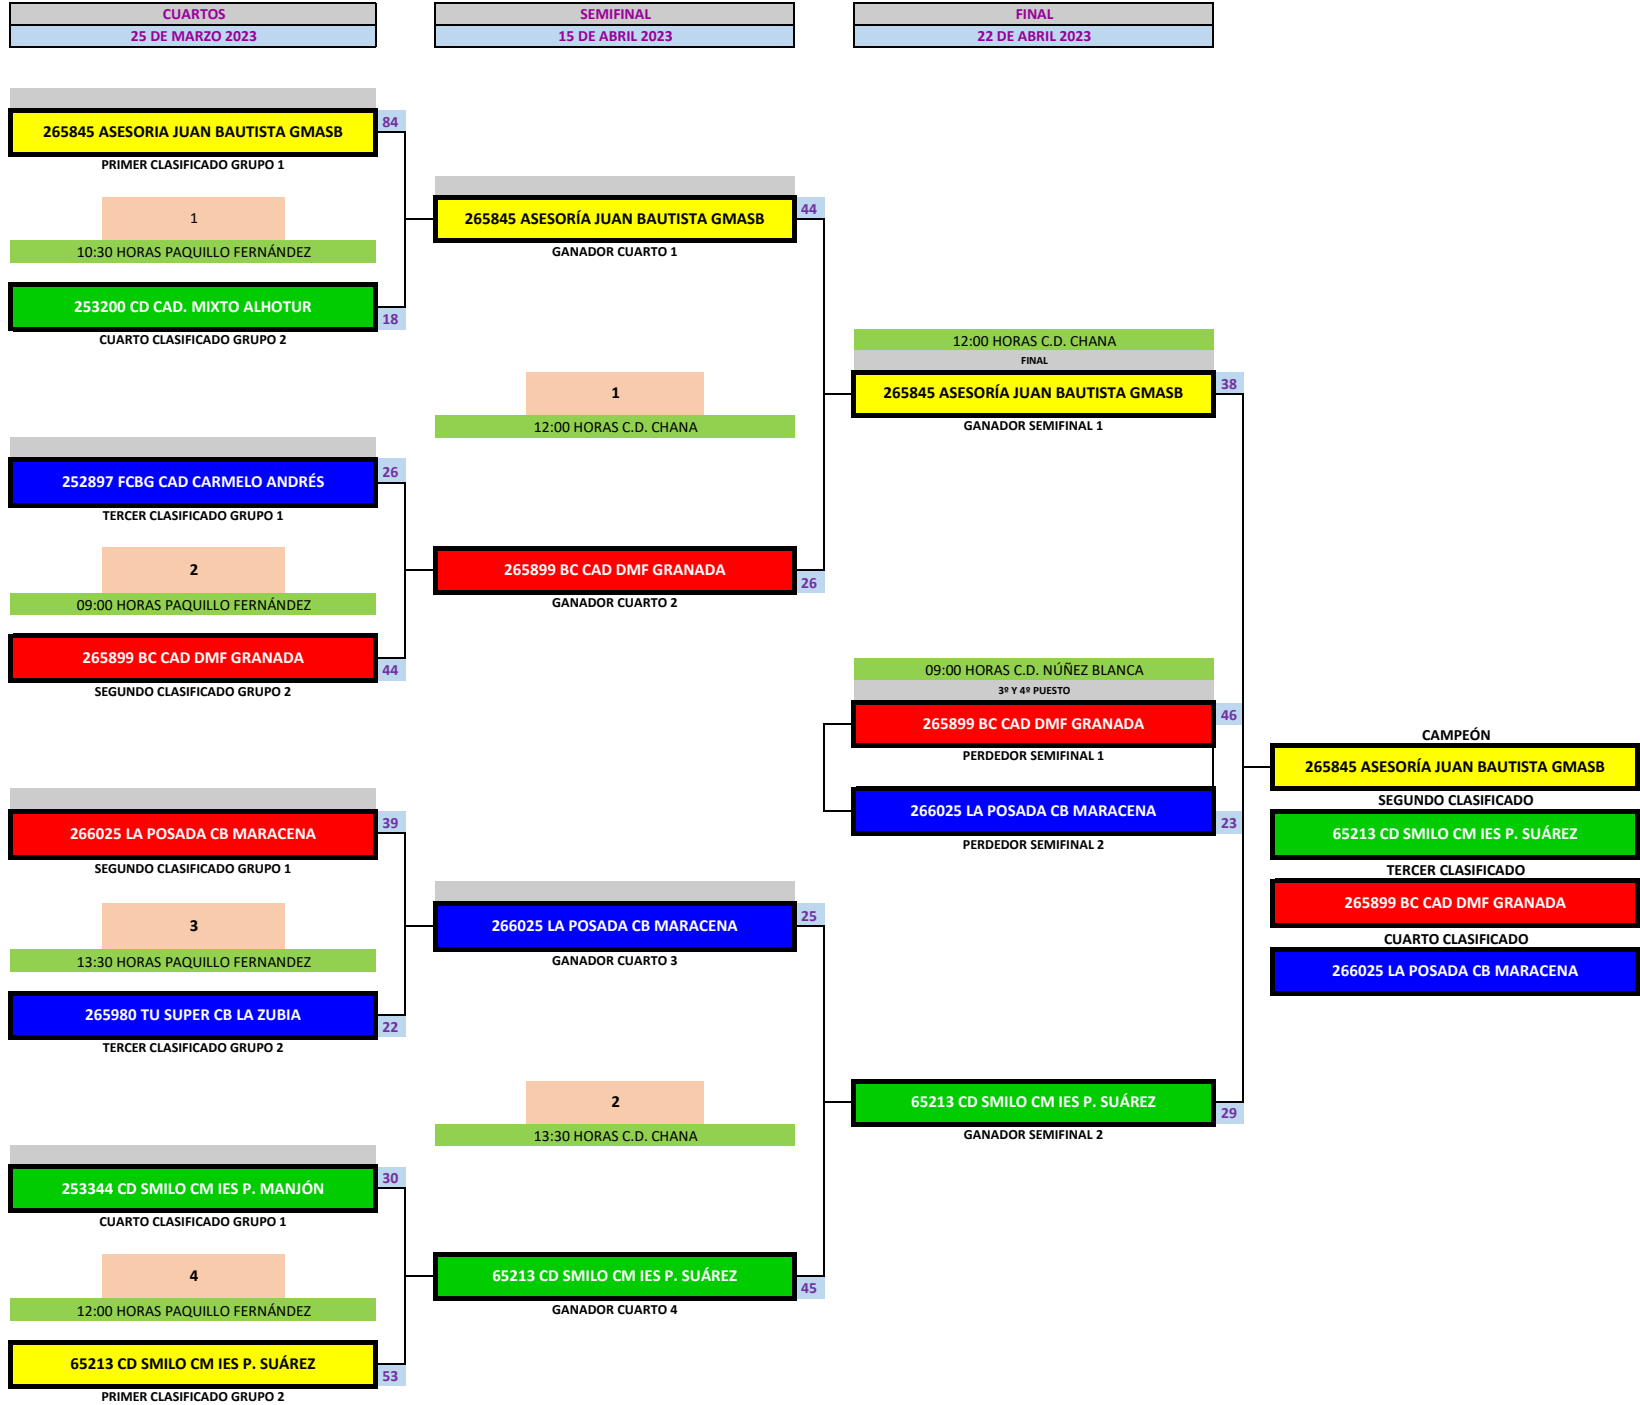 CUARTOS
25 DE MARZO 2023
SEMIFINAL
15 DE ABRIL 2023
FINAL
22 DE ABRIL 2023
265845 ASESORIA JUAN BAUTISTA GMASB
84
PRIMER CLASIFICADO GRUPO 1
1
10:30 HORAS PAQUILLO FERNÁNDEZ
253200 CD CAD. MIXTO ALHOTUR
18
CUARTO CLASIFICADO GRUPO 2
252897 FCBG CAD CARMELO ANDRÉS
26
TERCER CLASIFICADO GRUPO 1
2
09:00 HORAS PAQUILLO FERNÁNDEZ
265899 BC CAD DMF GRANADA
44
SEGUNDO CLASIFICADO GRUPO 2
266025 LA POSADA CB MARACENA
39
SEGUNDO CLASIFICADO GRUPO 1
3
13:30 HORAS PAQUILLO FERNANDEZ
265980 TU SUPER CB LA ZUBIA
22
TERCER CLASIFICADO GRUPO 2
253344 CD SMILO CM IES P. MANJÓN
30
CUARTO CLASIFICADO GRUPO 1
4
12:00 HORAS PAQUILLO FERNÁNDEZ
65213 CD SMILO CM IES P. SUÁREZ
53
PRIMER CLASIFICADO GRUPO 2
265845 ASESORÍA JUAN BAUTISTA GMASB
44
GANADOR CUARTO 1
1
12:00 HORAS C.D. CHANA
265899 BC CAD DMF GRANADA
26
GANADOR CUARTO 2
266025 LA POSADA CB MARACENA
25
GANADOR CUARTO 3
2
13:30 HORAS C.D. CHANA
65213 CD SMILO CM IES P. SUÁREZ
45
GANADOR CUARTO 4
12:00 HORAS C.D. CHANA
FINAL
265845 ASESORÍA JUAN BAUTISTA GMASB
38
GANADOR SEMIFINAL 1
09:00 HORAS C.D. NÚÑEZ BLANCA
3º Y 4º PUESTO
265899 BC CAD DMF GRANADA
46
PERDEDOR SEMIFINAL 1
266025 LA POSADA CB MARACENA
23
PERDEDOR SEMIFINAL 2
65213 CD SMILO CM IES P. SUÁREZ
29
GANADOR SEMIFINAL 2
CAMPEÓN
265845 ASESORÍA JUAN BAUTISTA GMASB
SEGUNDO CLASIFICADO
65213 CD SMILO CM IES P. SUÁREZ
TERCER CLASIFICADO
265899 BC CAD DMF GRANADA
CUARTO CLASIFICADO
266025 LA POSADA CB MARACENA